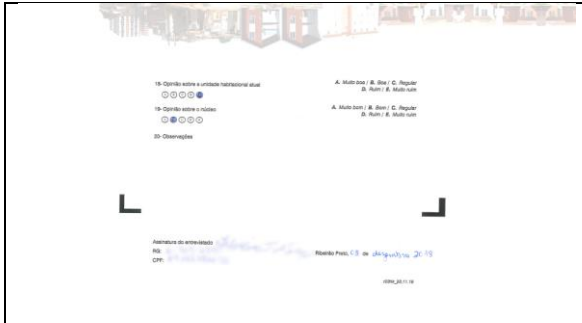 18- Opinião sobre a unidade habitacional atual
A. Muito boa / B. Boa / C. Regular
D. Ruim / E. Muito ruim
19- Opinião sobre o núcleo
A. Muito bom / B. Bom / C. Regular
D. Ruim / E. Muito ruim
20- Observações
Assinatura do entrevistado
RG:
CPF:
Ribeirão Preto, de